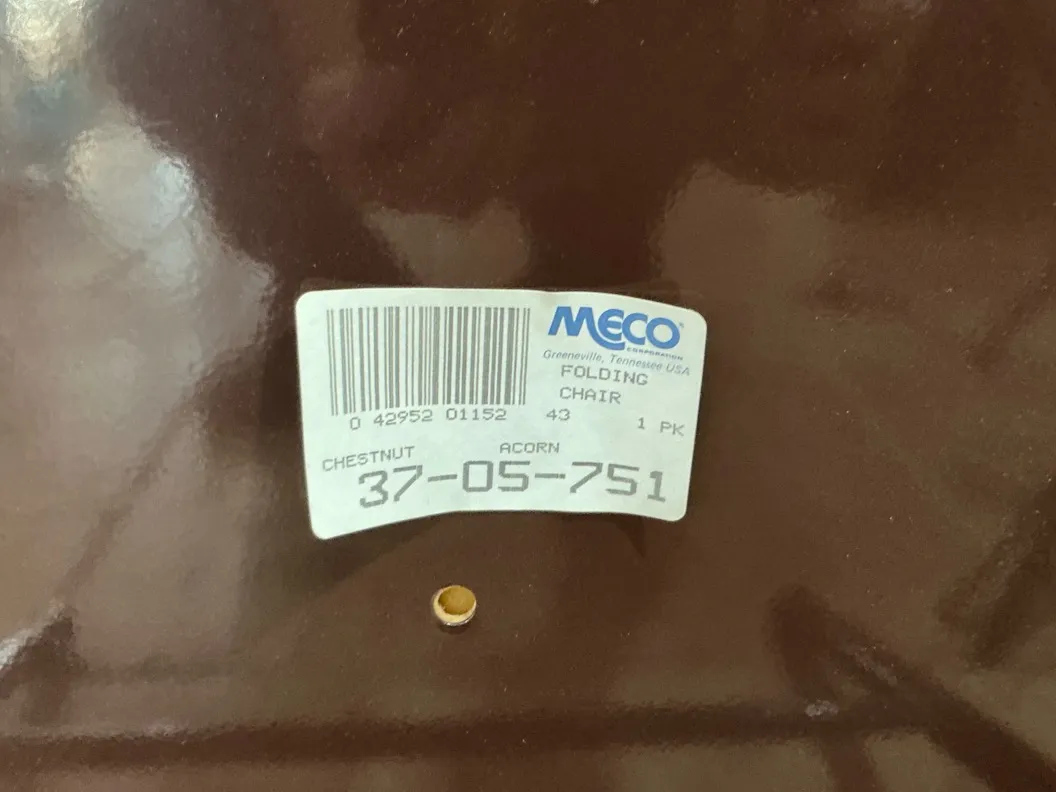 MECO®
CORPORATION
Greeneville, Tennessee USA
FOLDING
CHAIR
0 42952 01152 43 1 PK
CHESTNUT ACORN
37-05-751